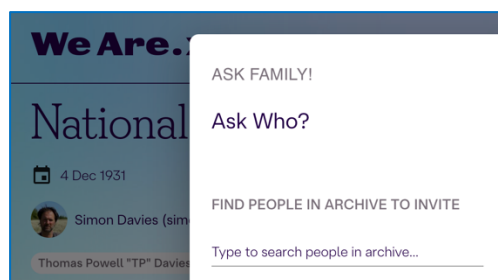 We Are.
ASK FAMILY!
National
Ask Who?
4 Dec 1931
Simon Davies (sim
FIND PEOPLE IN ARCHIVE TO INVITE
Thomas Powell "TP" Davies
Type to search people in archive...